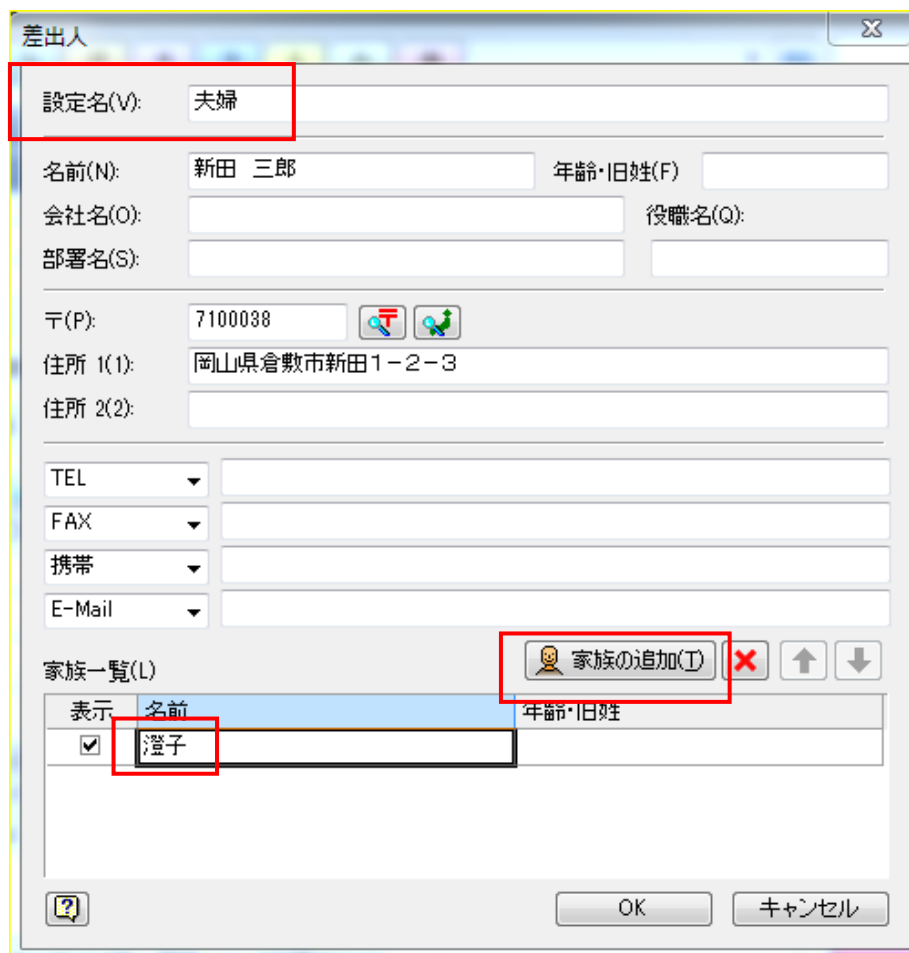 差出人
設定名(V): 夫婦
名前(N): 新田 三郎 年齢・旧姓(F)
会社名(O): 役職名(Q):
部署名(S):
〒(P): 7100038 〒
住所 1(1): 岡山県倉敷市新田1-2-3
住所 2(2):
TEL
FAX
携帯
E-Mail
家族一覧(L) 家族の追加(T)
表示 名前 年齢・旧姓
澄子
? OK キャンセル